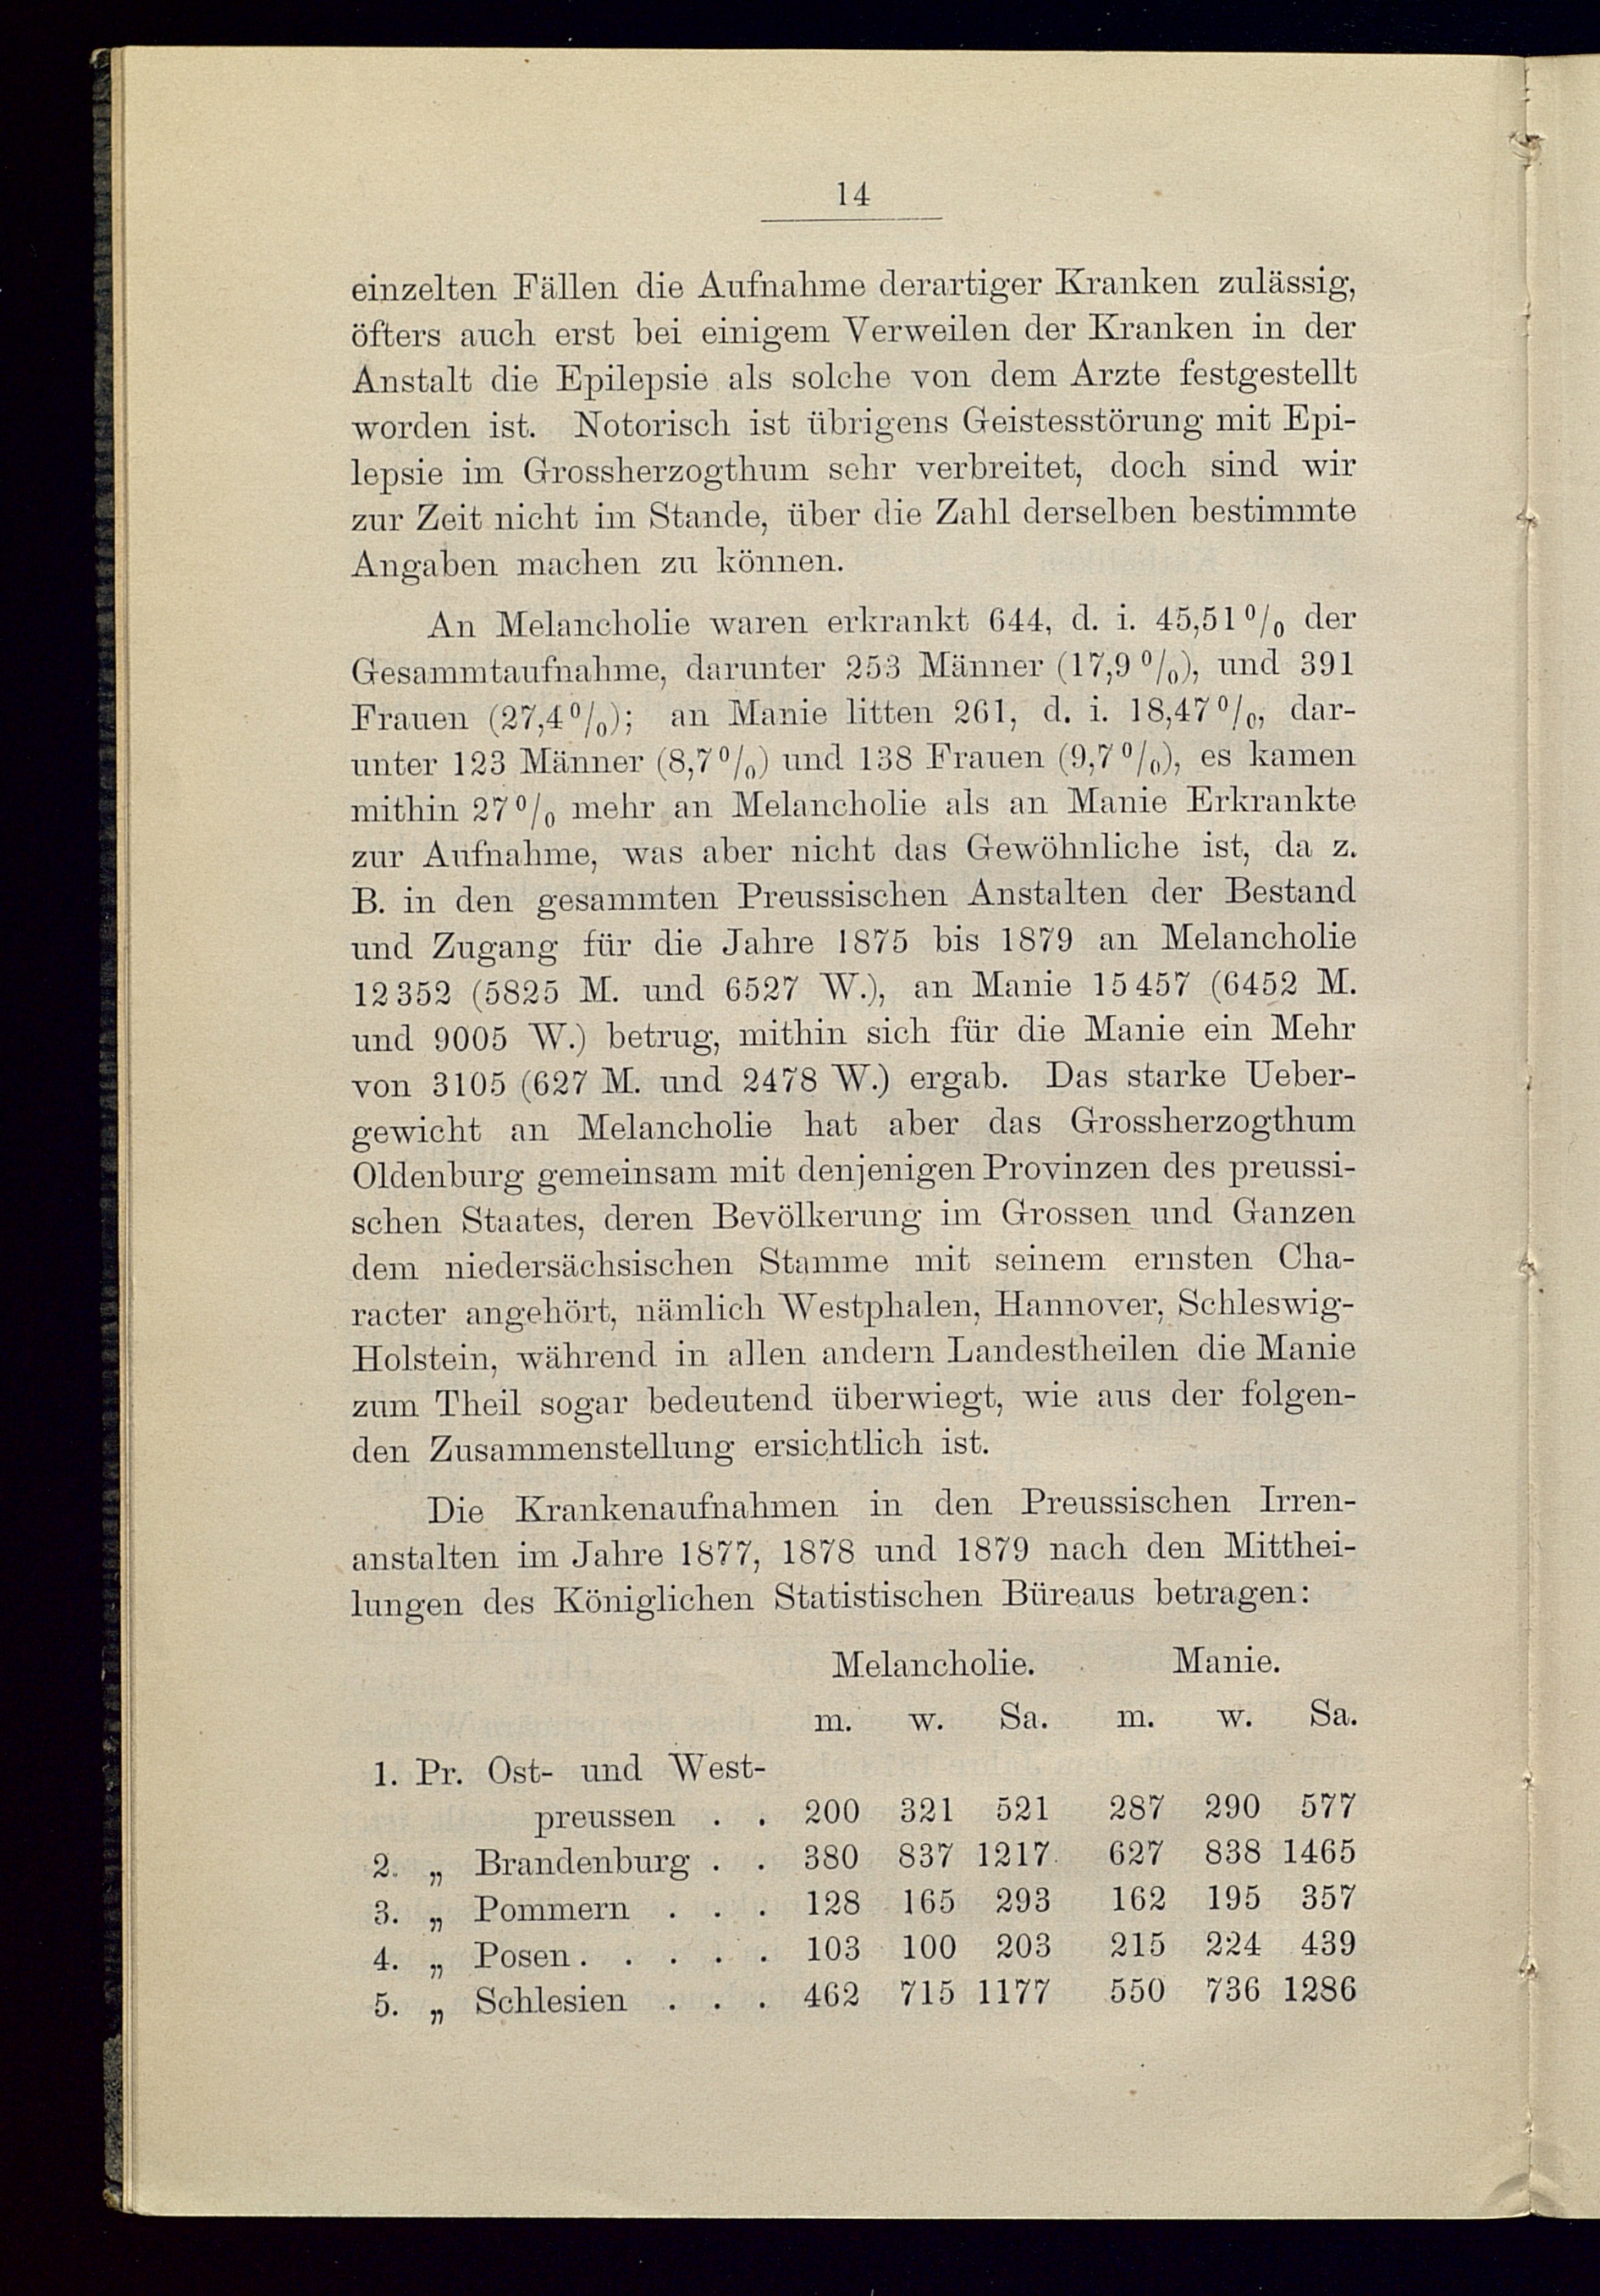 14
einzelten Fällen die Aufnahme derartiger Kranken zulässig,
öfters auch erst bei einigem Verweilen der Kranken in der
Anstalt die Epilepsie als solche von dem Arzte festgestellt
worden ist. Notorisch ist übrigens Geistesstörung mit Epi-
lepsie im Grossherzogthum sehr verbreitet, doch sind wir
zur Zeit nicht im Stande, über die Zahl derselben bestimmte
Angaben machen zu können.
An Melancholie waren erkrankt 644, d. i. 45,51 % der
Gesammtaufnahme, darunter 253 Männer (17,9 %), und 391
Frauen (27,4 %); an Manie litten 261, d. i. 18,47 %, dar-
unter 123 Männer (8,7 %) und 138 Frauen (9,7 %), es kamen
mithin 27 % mehr an Melancholie als an Manie Erkrankte
zur Aufnahme, was aber nicht das Gewöhnliche ist, da z.
B. in den gesammten Preussischen Anstalten der Bestand
und Zugang für die Jahre 1875 bis 1879 an Melancholie
12 352 (5825 M. und 6527 W.), an Manie 15 457 (6452 M.
und 9005 W.) betrug, mithin sich für die Manie ein Mehr
von 3105 (627 M. und 2478 W.) ergab. Das starke Ueber-
gewicht an Melancholie hat aber das Grossherzogthum
Oldenburg gemeinsam mit denjenigen Provinzen des preussi-
schen Staates, deren Bevölkerung im Grossen und Ganzen
dem niedersächsischen Stamme mit seinem ernsten Cha-
racter angehört, nämlich Westphalen, Hannover, Schleswig-
Holstein, während in allen andern Landestheilen die Manie
zum Theil sogar bedeutend überwiegt, wie aus der folgen-
den Zusammenstellung ersichtlich ist.
Die Krankenaufnahmen in den Preussischen Irren-
anstalten im Jahre 1877, 1878 und 1879 nach den Mitthei-
lungen des Königlichen Statistischen Büreaus betragen:
Melancholie. Manie.
m. w. Sa. m. w. Sa.
1. Pr. Ost- und West-
preussen . . 200 321 521 287 290 577
2. „ Brandenburg . . 380 837 1217 627 838 1465
3. „ Pommern . . . 128 165 293 162 195 357
4. „ Posen . . . . . 103 100 203 215 224 439
5. „ Schlesien . . . 462 715 1177 550 736 1286